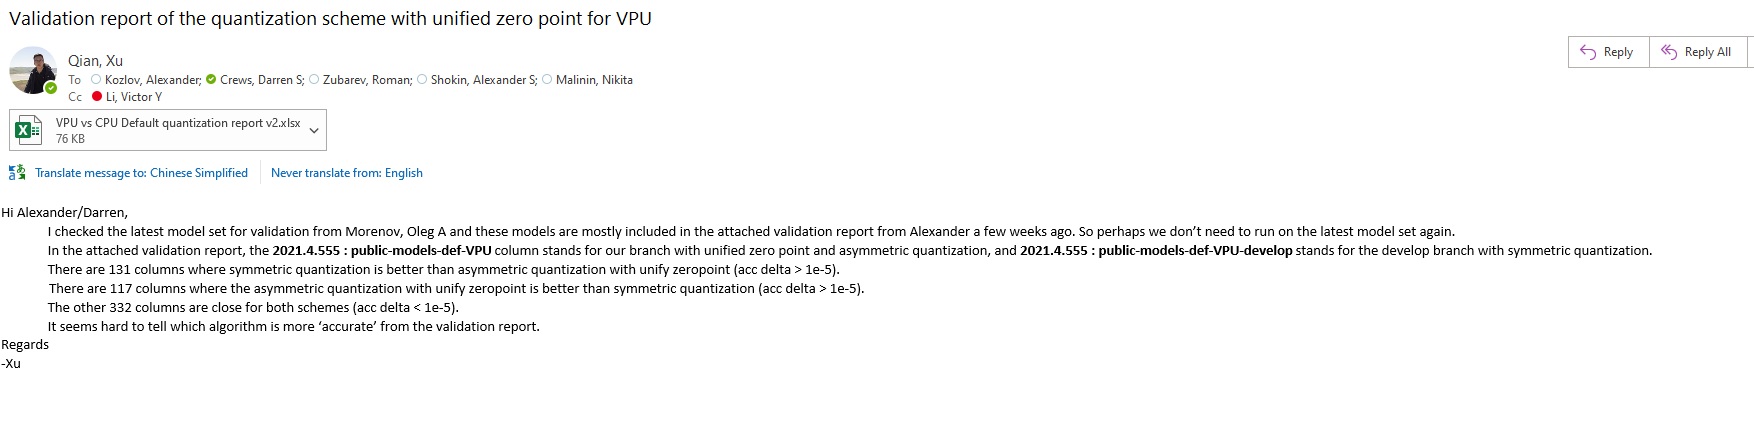 Validation report of the quantization scheme with unified zero point for VPU
Qian, Xu
To Kozlov, Alexander; Crews, Darren S; Zubarev, Roman; Shokin, Alexander S; Malinin, Nikita
Cc Li, Victor Y
Reply
Reply All
VPU vs CPU Default quantization report v2.xlsx
76 KB
Translate message to: Chinese Simplified
Never translate from: English
Hi Alexander/Darren,
I checked the latest model set for validation from Morenov, Oleg A and these models are mostly included in the attached validation report from Alexander a few weeks ago. So perhaps we don’t need to run on the latest model set again.
In the attached validation report, the 2021.4.555 : public-models-def-VPU column stands for our branch with unified zero point and asymmetric quantization, and 2021.4.555 : public-models-def-VPU-develop stands for the develop branch with symmetric quantization.
There are 131 columns where symmetric quantization is better than asymmetric quantization with unify zeropoint (acc delta > 1e-5).
There are 117 columns where the asymmetric quantization with unify zeropoint is better than symmetric quantization (acc delta > 1e-5).
The other 332 columns are close for both schemes (acc delta < 1e-5).
It seems hard to tell which algorithm is more ‘accurate’ from the validation report.
Regards
-Xu